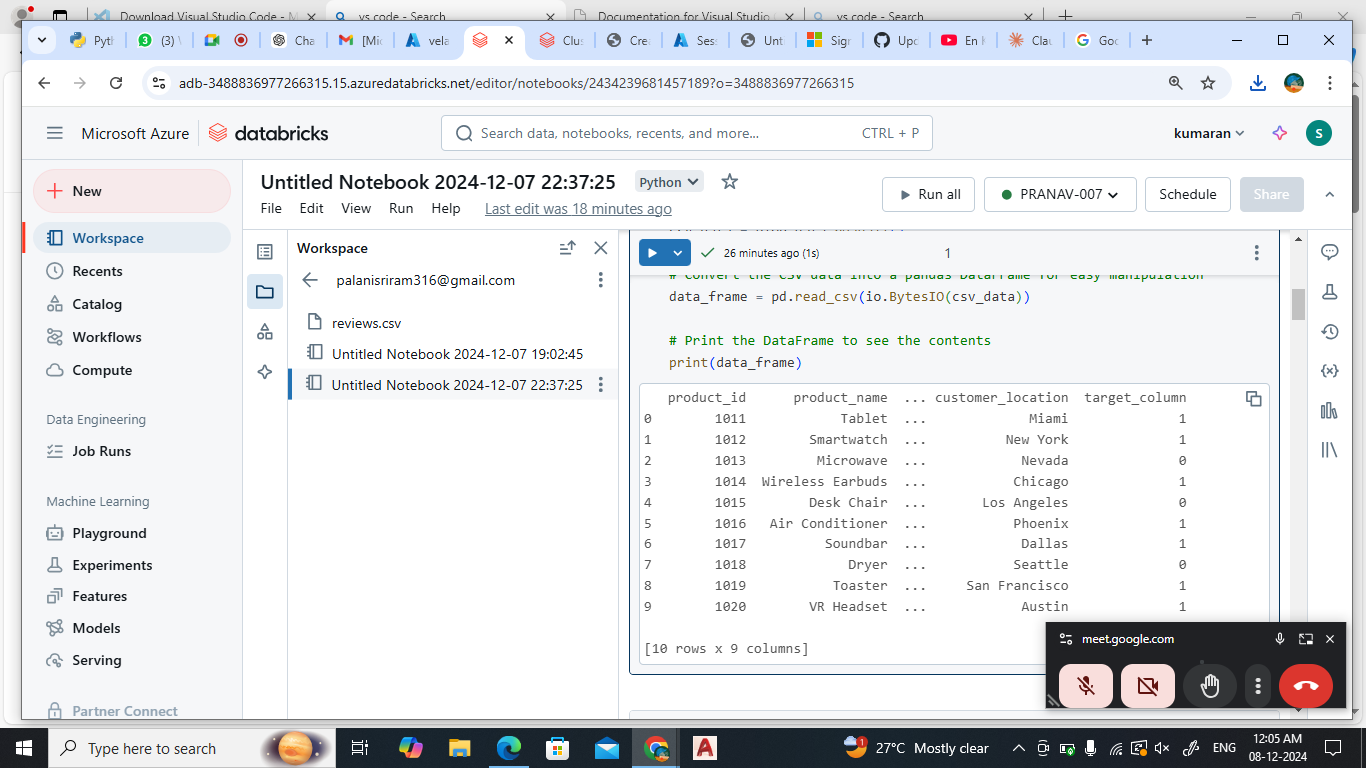 Download Visual Studio Code - M
vs code - Search
Documentation for Visual Studio C
vs code - Search
Pyth
3 (3) V
Cha
[Mic
vela
Clus
Cre
Sess
Unti
Sign
Upc
En K
Clau
Goo
adb-3488836977266315.15.azuredatabricks.net/editor/notebooks/2434239681457189?o=3488836977266315
Microsoft Azure
databricks
Search data, notebooks, recents, and more...
CTRL + P
kumaran
S
New
Workspace
Recents
Catalog
Workflows
Compute
Data Engineering
Job Runs
Machine Learning
Playground
Experiments
Features
Models
Serving
Partner Connect
Untitled Notebook 2024-12-07 22:37:25
Python
File Edit View Run Help Last edit was 18 minutes ago
Run all
PRANAV-007
Schedule
Share
Workspace
palanisriram316@gmail.com
reviews.csv
Untitled Notebook 2024-12-07 19:02:45
Untitled Notebook 2024-12-07 22:37:25
26 minutes ago (1s)
1
# Convert the CSV data into a pandas DataFrame for easy manipulation
data_frame = pd.read_csv(io.BytesIO(csv_data))
# Print the DataFrame to see the contents
print(data_frame)
product_id product_name ... customer_location target_column
0 1011 Tablet ... Miami 1
1 1012 Smartwatch ... New York 1
2 1013 Microwave ... Nevada 0
3 1014 Wireless Earbuds ... Chicago 1
4 1015 Desk Chair ... Los Angeles 0
5 1016 Air Conditioner ... Phoenix 1
6 1017 Soundbar ... Dallas 1
7 1018 Dryer ... Seattle 0
8 1019 Toaster ... San Francisco 1
9 1020 VR Headset ... Austin 1
[10 rows x 9 columns]
meet.google.com
Type here to search
1
27°C Mostly clear
ENG
12:05 AM
08-12-2024